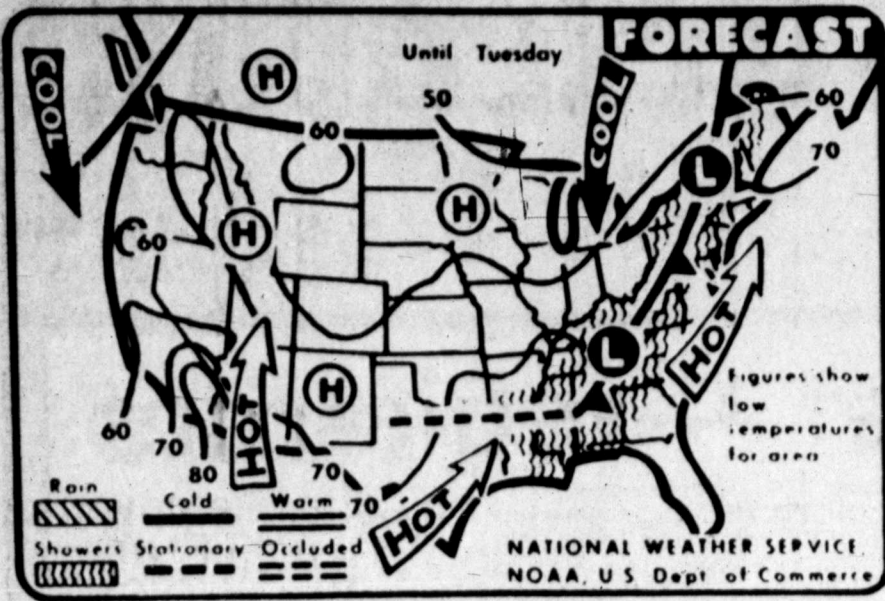 FORECAST
Until Tuesday
COOL
H
50
COOL
60
60
70
L
H
H
60
HOT
L
H
HOT
Figures show
low
temperatures
for area
60
70
80
70
70
HOT
Rain
Cold
Warm
Showers
Stationary
Occluded
NATIONAL WEATHER SERVICE,
NOAA, U S Dept of Commerce